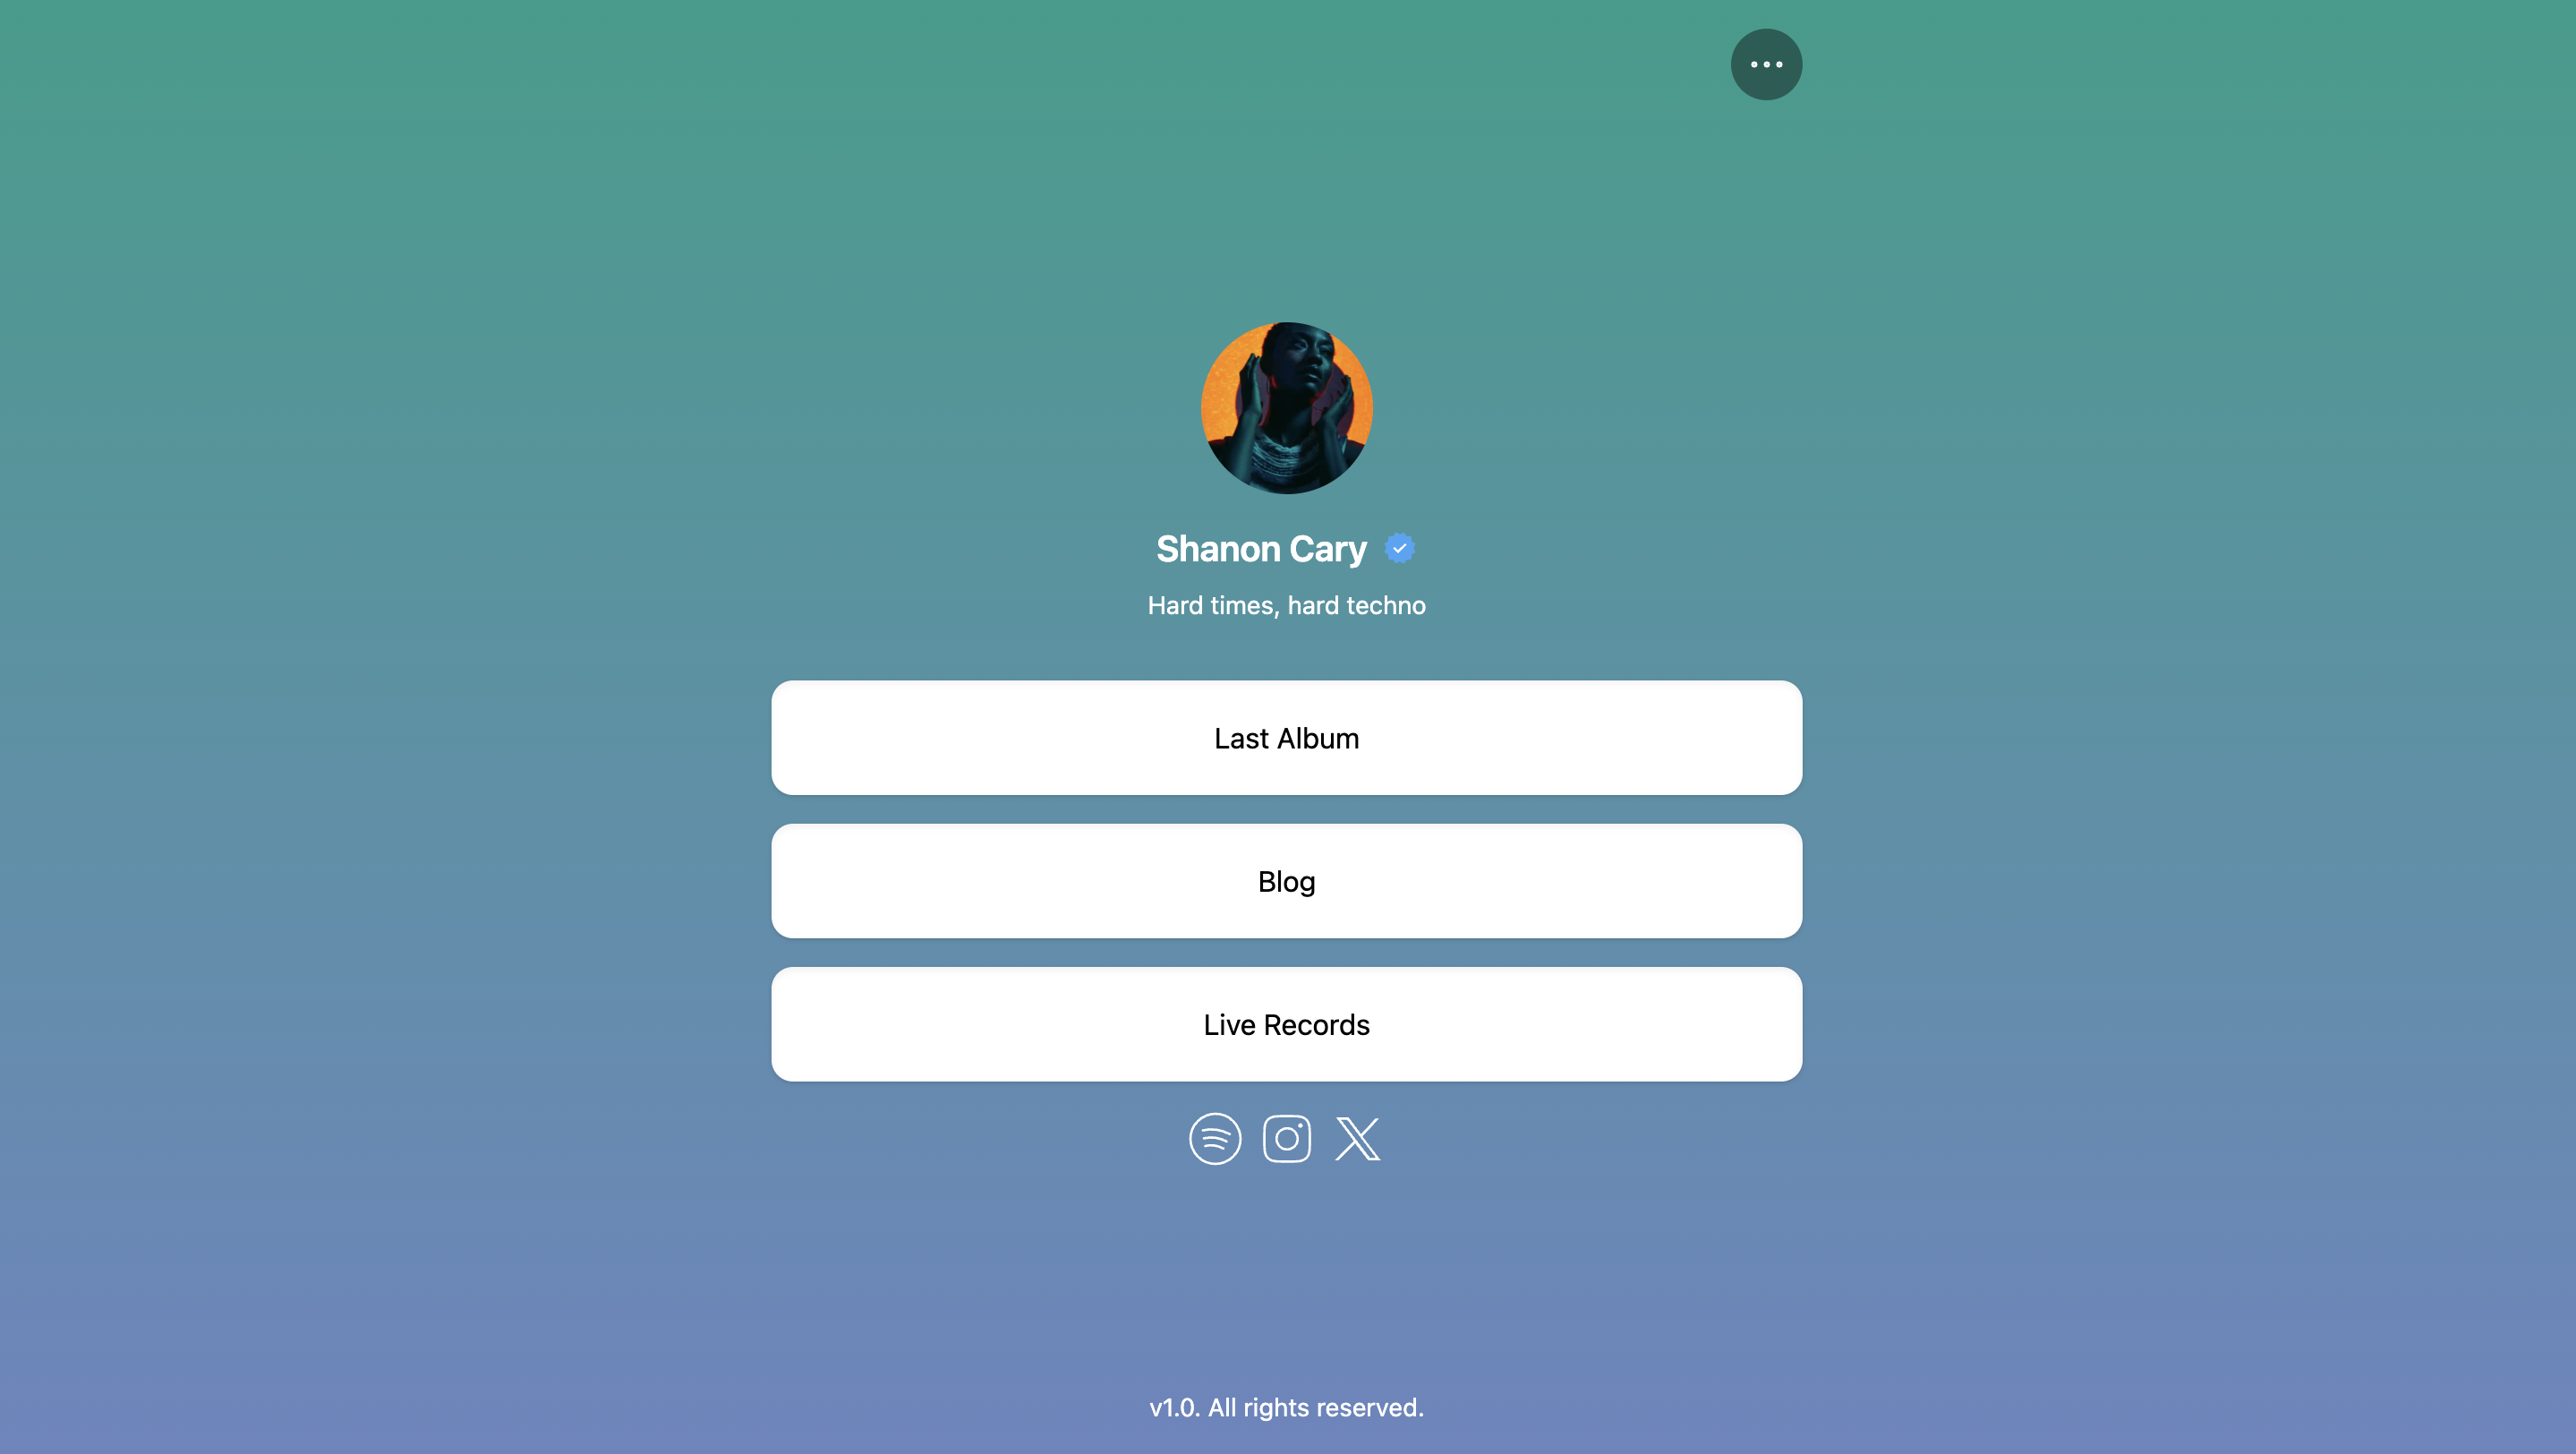 Shanon Cary
Hard times, hard techno
Last Album
Blog
Live Records
v1.0. All rights reserved.